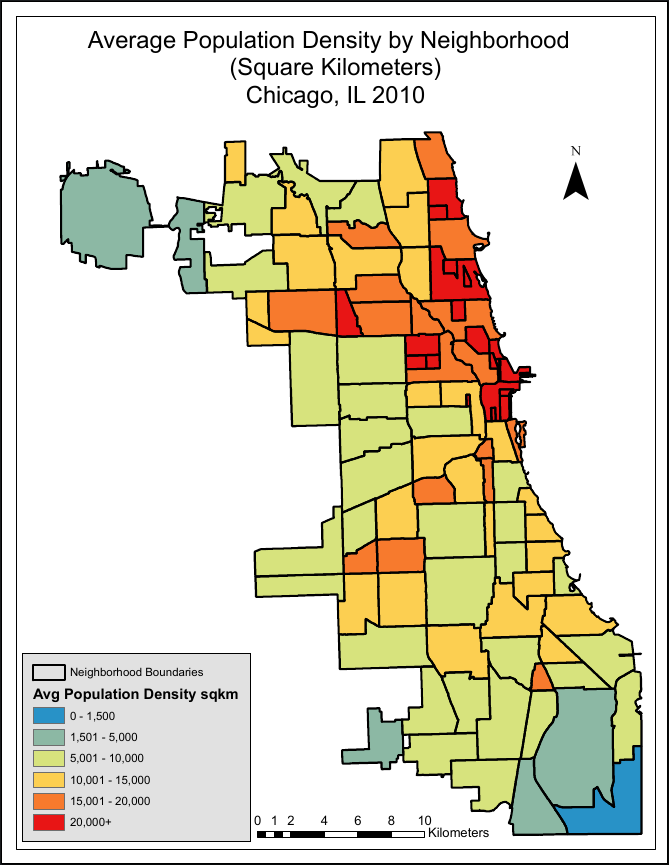 Average Population Density by Neighborhood
(Square Kilometers)
Chicago, IL 2010
N
Neighborhood Boundaries
Avg Population Density sqkm
0 - 1,500
1,501 - 5,000
5,001 - 10,000
10,001 - 15,000
15,001 - 20,000
20,000+
0 1 2 4 6 8 10
Kilometers